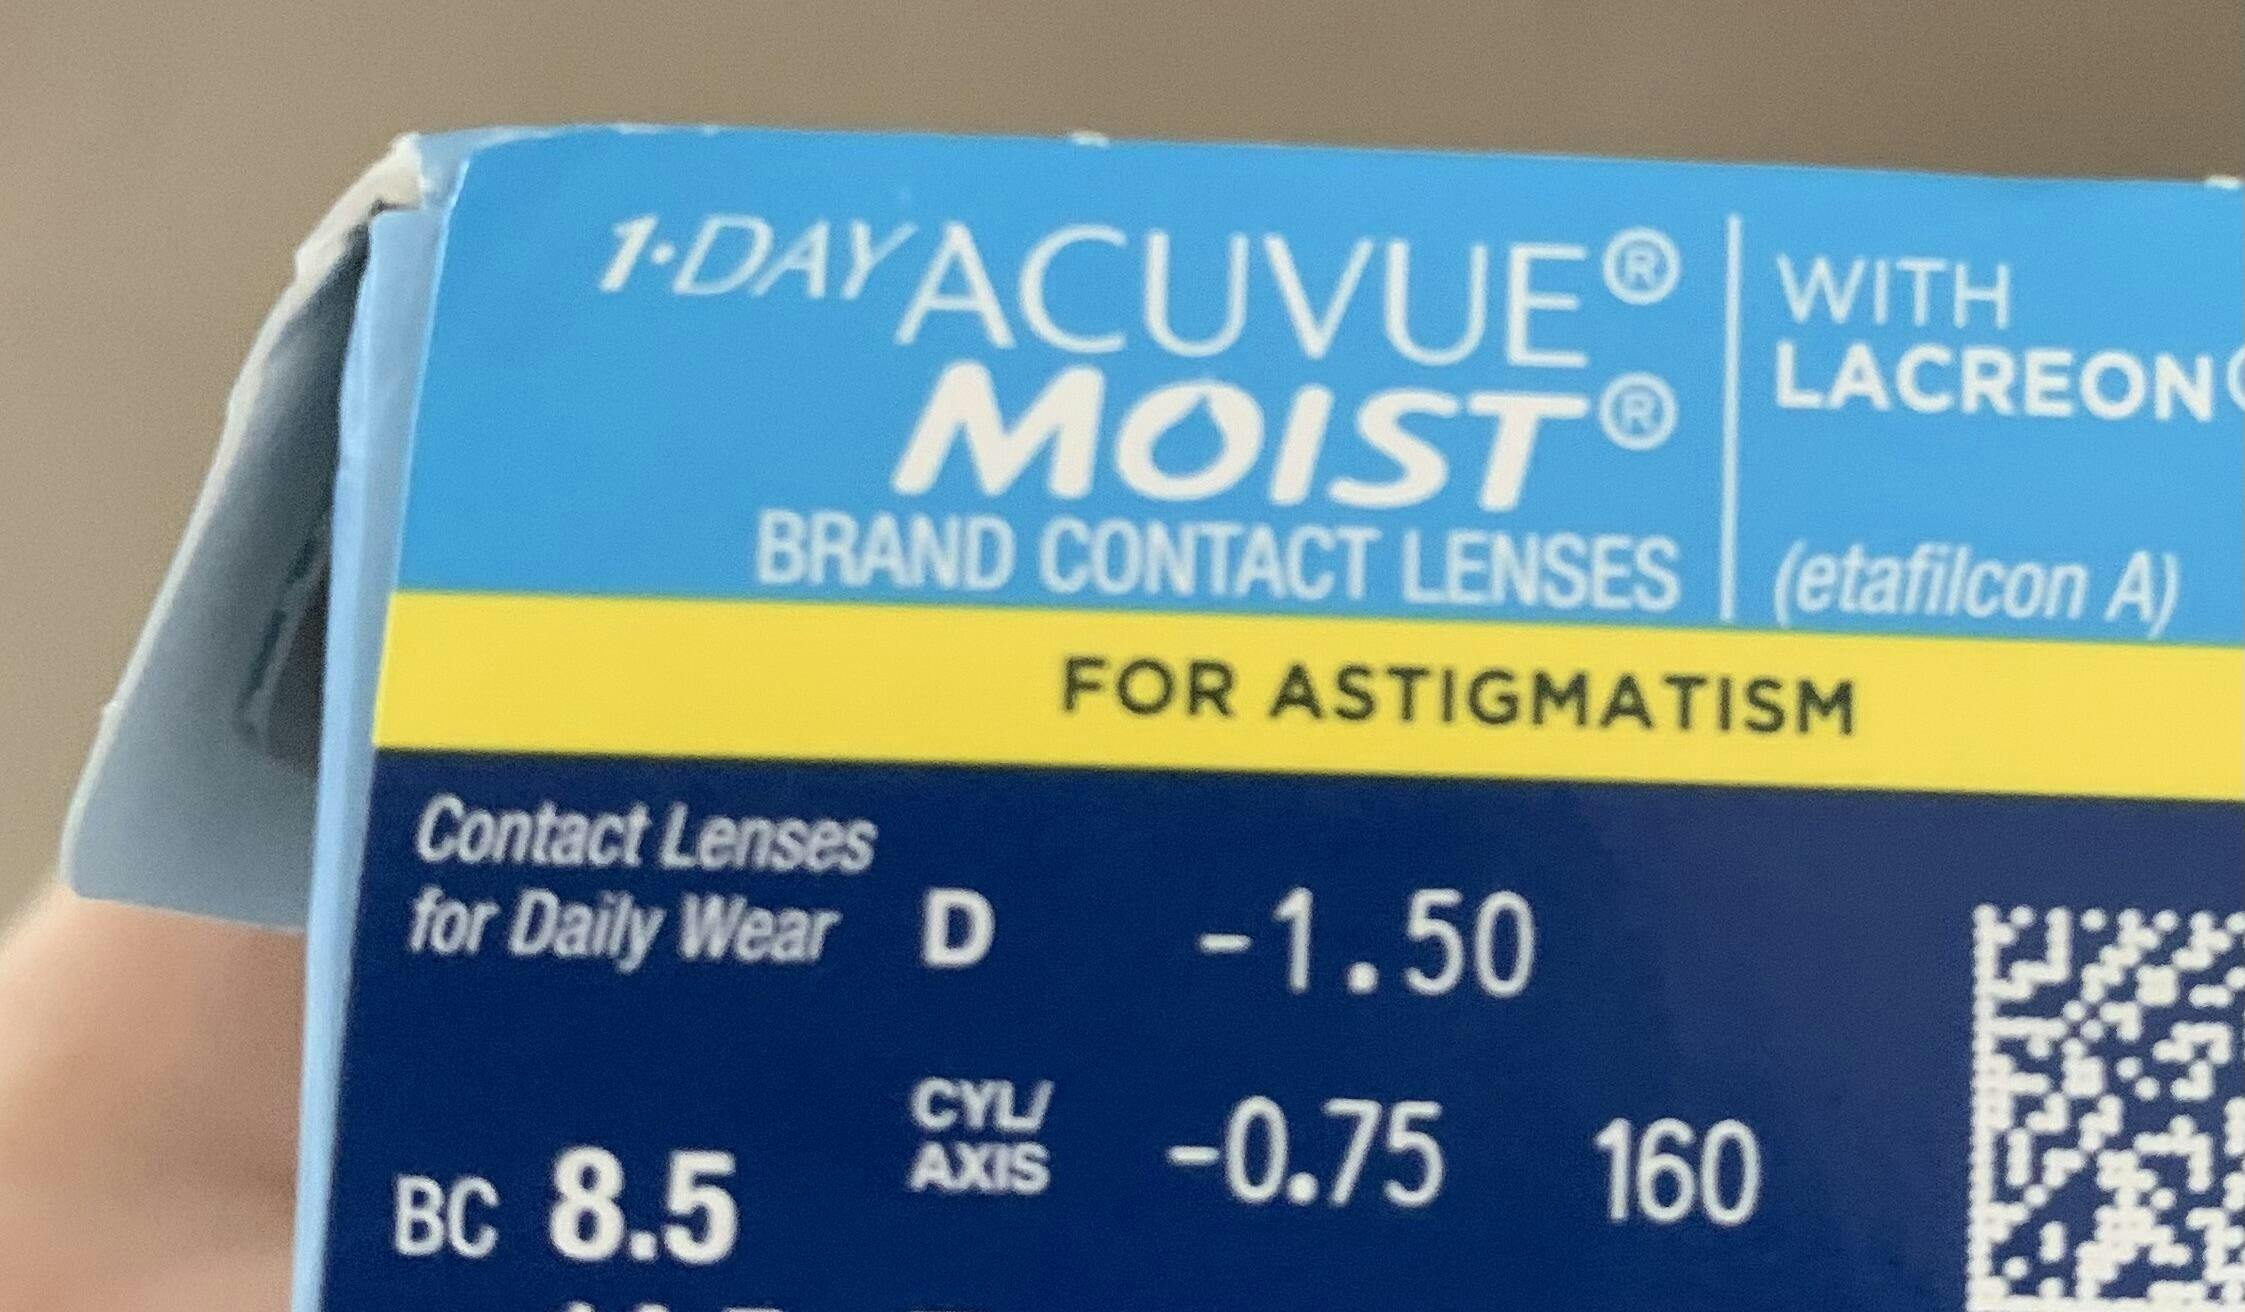 1·DAY ACUVUE®
MOIST®
BRAND CONTACT LENSES
WITH
LACREON
(etafilcon A)
FOR ASTIGMATISM
Contact Lenses
for Daily Wear
D -1.50
CYL/
AXIS -0.75 160
BC 8.5